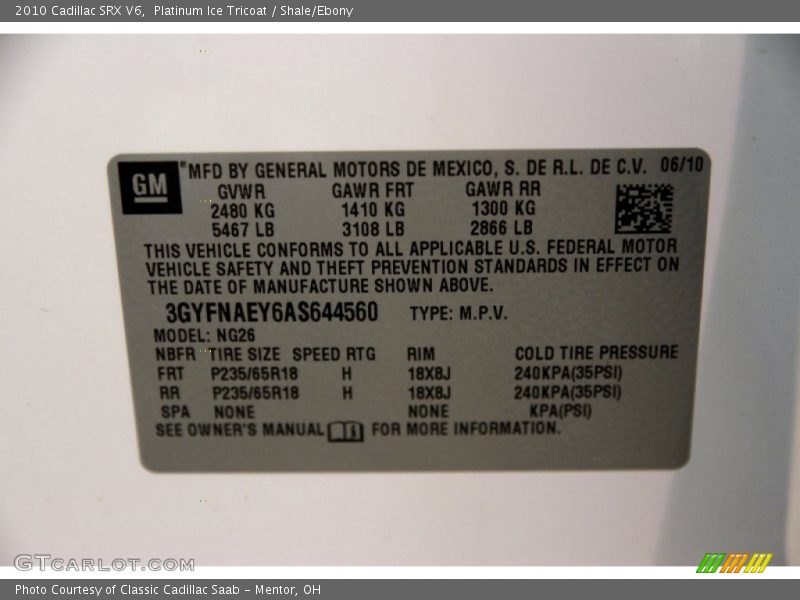 2010 Cadillac SRX V6, Platinum Ice Tricoat / Shale/Ebony
GM *MFD BY GENERAL MOTORS DE MEXICO, S. DE R.L. DE C.V. 06/10
GVWR GAWR FRT GAWR RR
2480 KG 1410 KG 1300 KG
5467 LB 3108 LB 2866 LB
THIS VEHICLE CONFORMS TO ALL APPLICABLE U.S. FEDERAL MOTOR
VEHICLE SAFETY AND THEFT PREVENTION STANDARDS IN EFFECT ON
THE DATE OF MANUFACTURE SHOWN ABOVE.
3GYFNAEY6AS644560 TYPE: M.P.V.
MODEL: NG26
NBFR TIRE SIZE SPEED RTG RIM COLD TIRE PRESSURE
FRT P235/65R18 H 18X8J 240KPA(35PSI)
RR P235/65R18 H 18X8J 240KPA(35PSI)
SPA NONE NONE KPA(PSI)
SEE OWNER'S MANUAL FOR MORE INFORMATION.
GTCARLOT.COM
Photo Courtesy of Classic Cadillac Saab - Mentor, OH